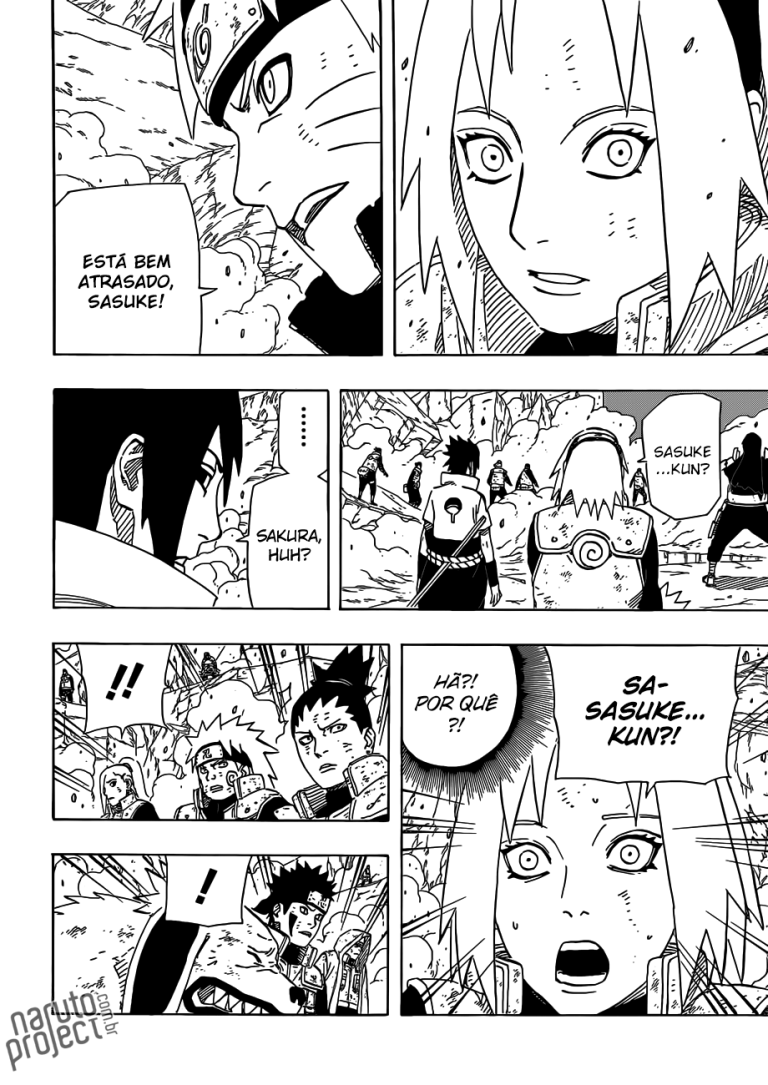 ESTÁ BEM
ATRASADO,
SASUKE!
SASUKE
...KUN?
......
SAKURA,
HUH?
SA-
SASUKE...
KUN?!
HÃ?!
POR QUÊ
?!
!!
!
naruto
project
.com.br